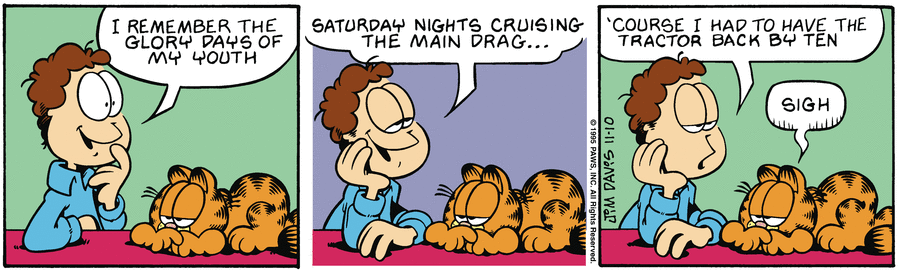 I REMEMBER THE
GLORY DAYS OF
MY YOUTH
SATURDAY NIGHTS CRUISING
THE MAIN DRAG...
'COURSE I HAD TO HAVE THE
TRACTOR BACK BY TEN
SIGH
© 1995 PAWS, INC. All Rights Reserved.
JIM DAVIS 11-10